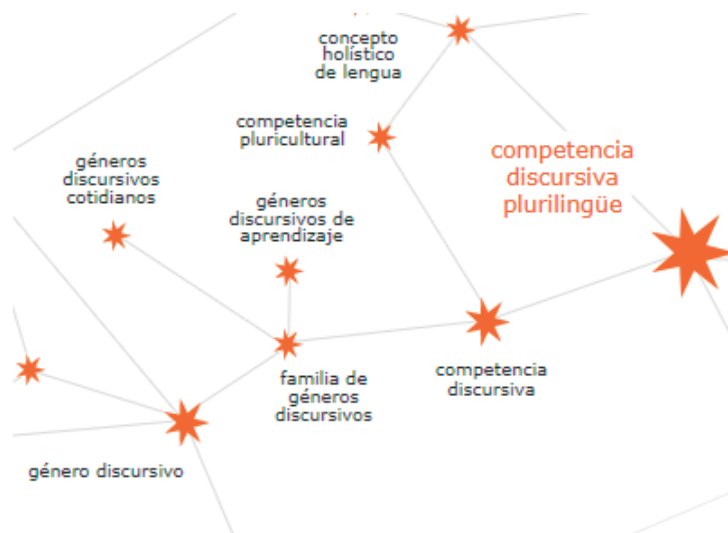 concepto
holístico
de lengua
competencia
pluricultural
géneros
discursivos
cotidianos
géneros
discursivos de
aprendizaje
competencia
discursiva
plurilingüe
familia de
géneros
discursivos
competencia
discursiva
género discursivo